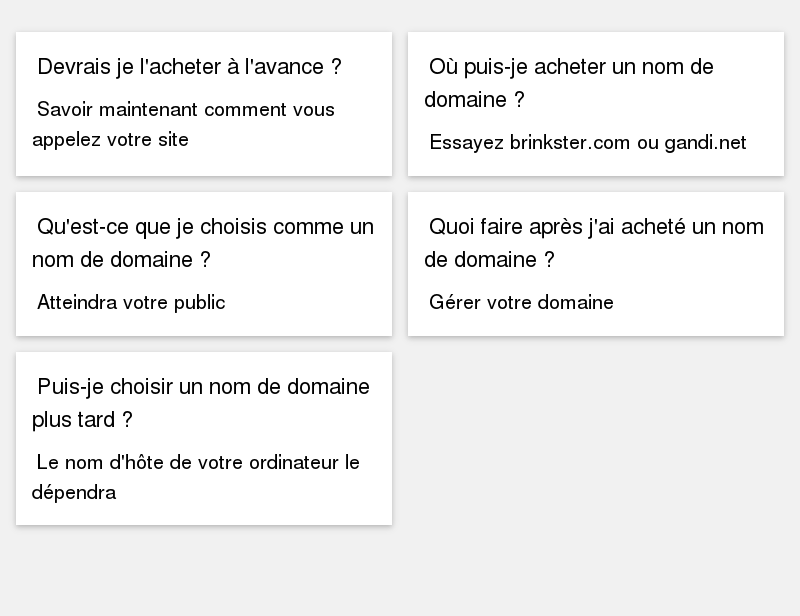 Devrais je l'acheter à l'avance ?
Savoir maintenant comment vous
appelez votre site
Où puis-je acheter un nom de
domaine ?
Essayez brinkster.com ou gandi.net
Qu'est-ce que je choisis comme un
nom de domaine ?
Atteindra votre public
Quoi faire après j'ai acheté un nom
de domaine ?
Gérer votre domaine
Puis-je choisir un nom de domaine
plus tard ?
Le nom d'hôte de votre ordinateur le
dépendra